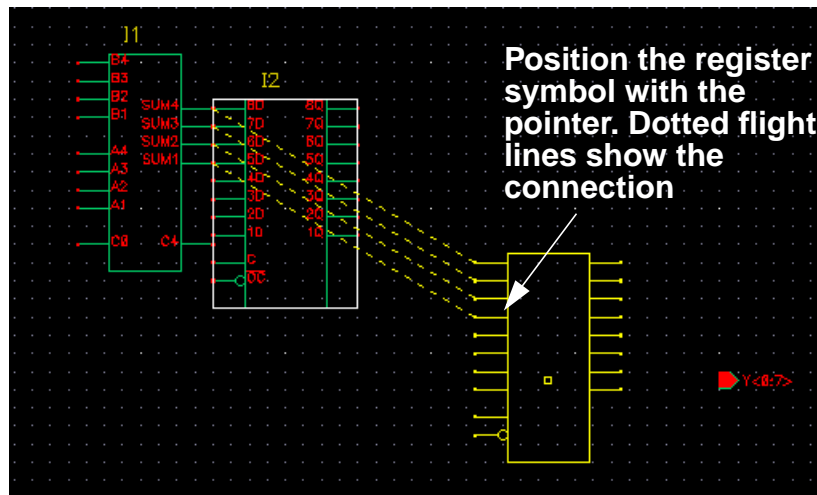 I1
B4
B3
B2
B1
A4
A3
A2
A1
C0
SUM4
SUM3
SUM2
SUM1
C4
I2
8D
7D
6D
5D
4D
3D
2D
1D
C
OC
8Q
7Q
6Q
5Q
4Q
3Q
2Q
1Q
Position the register
symbol with the
pointer. Dotted flight
lines show the
connection
Y<0:7>